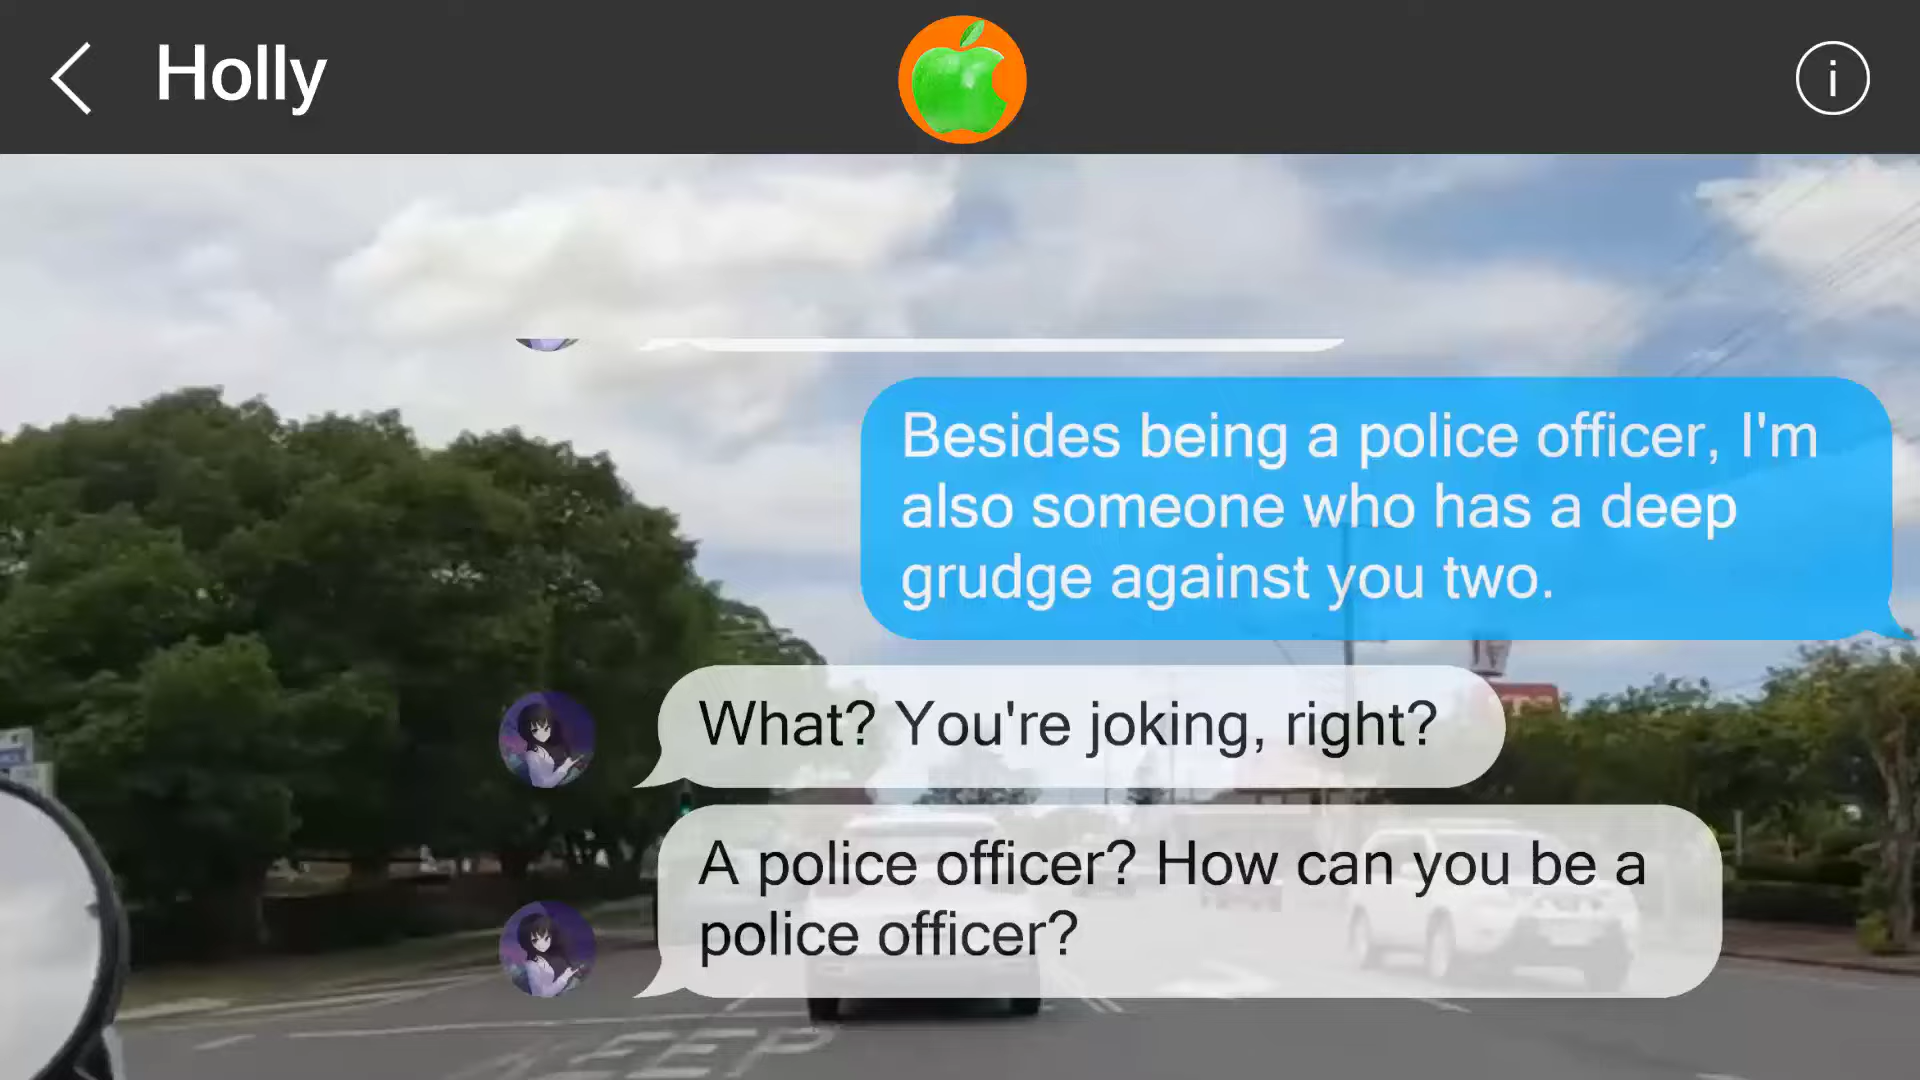 Holly
Besides being a police officer, I'm
also someone who has a deep
grudge against you two.
What? You're joking, right?
A police officer? How can you be a
police officer?
EEP